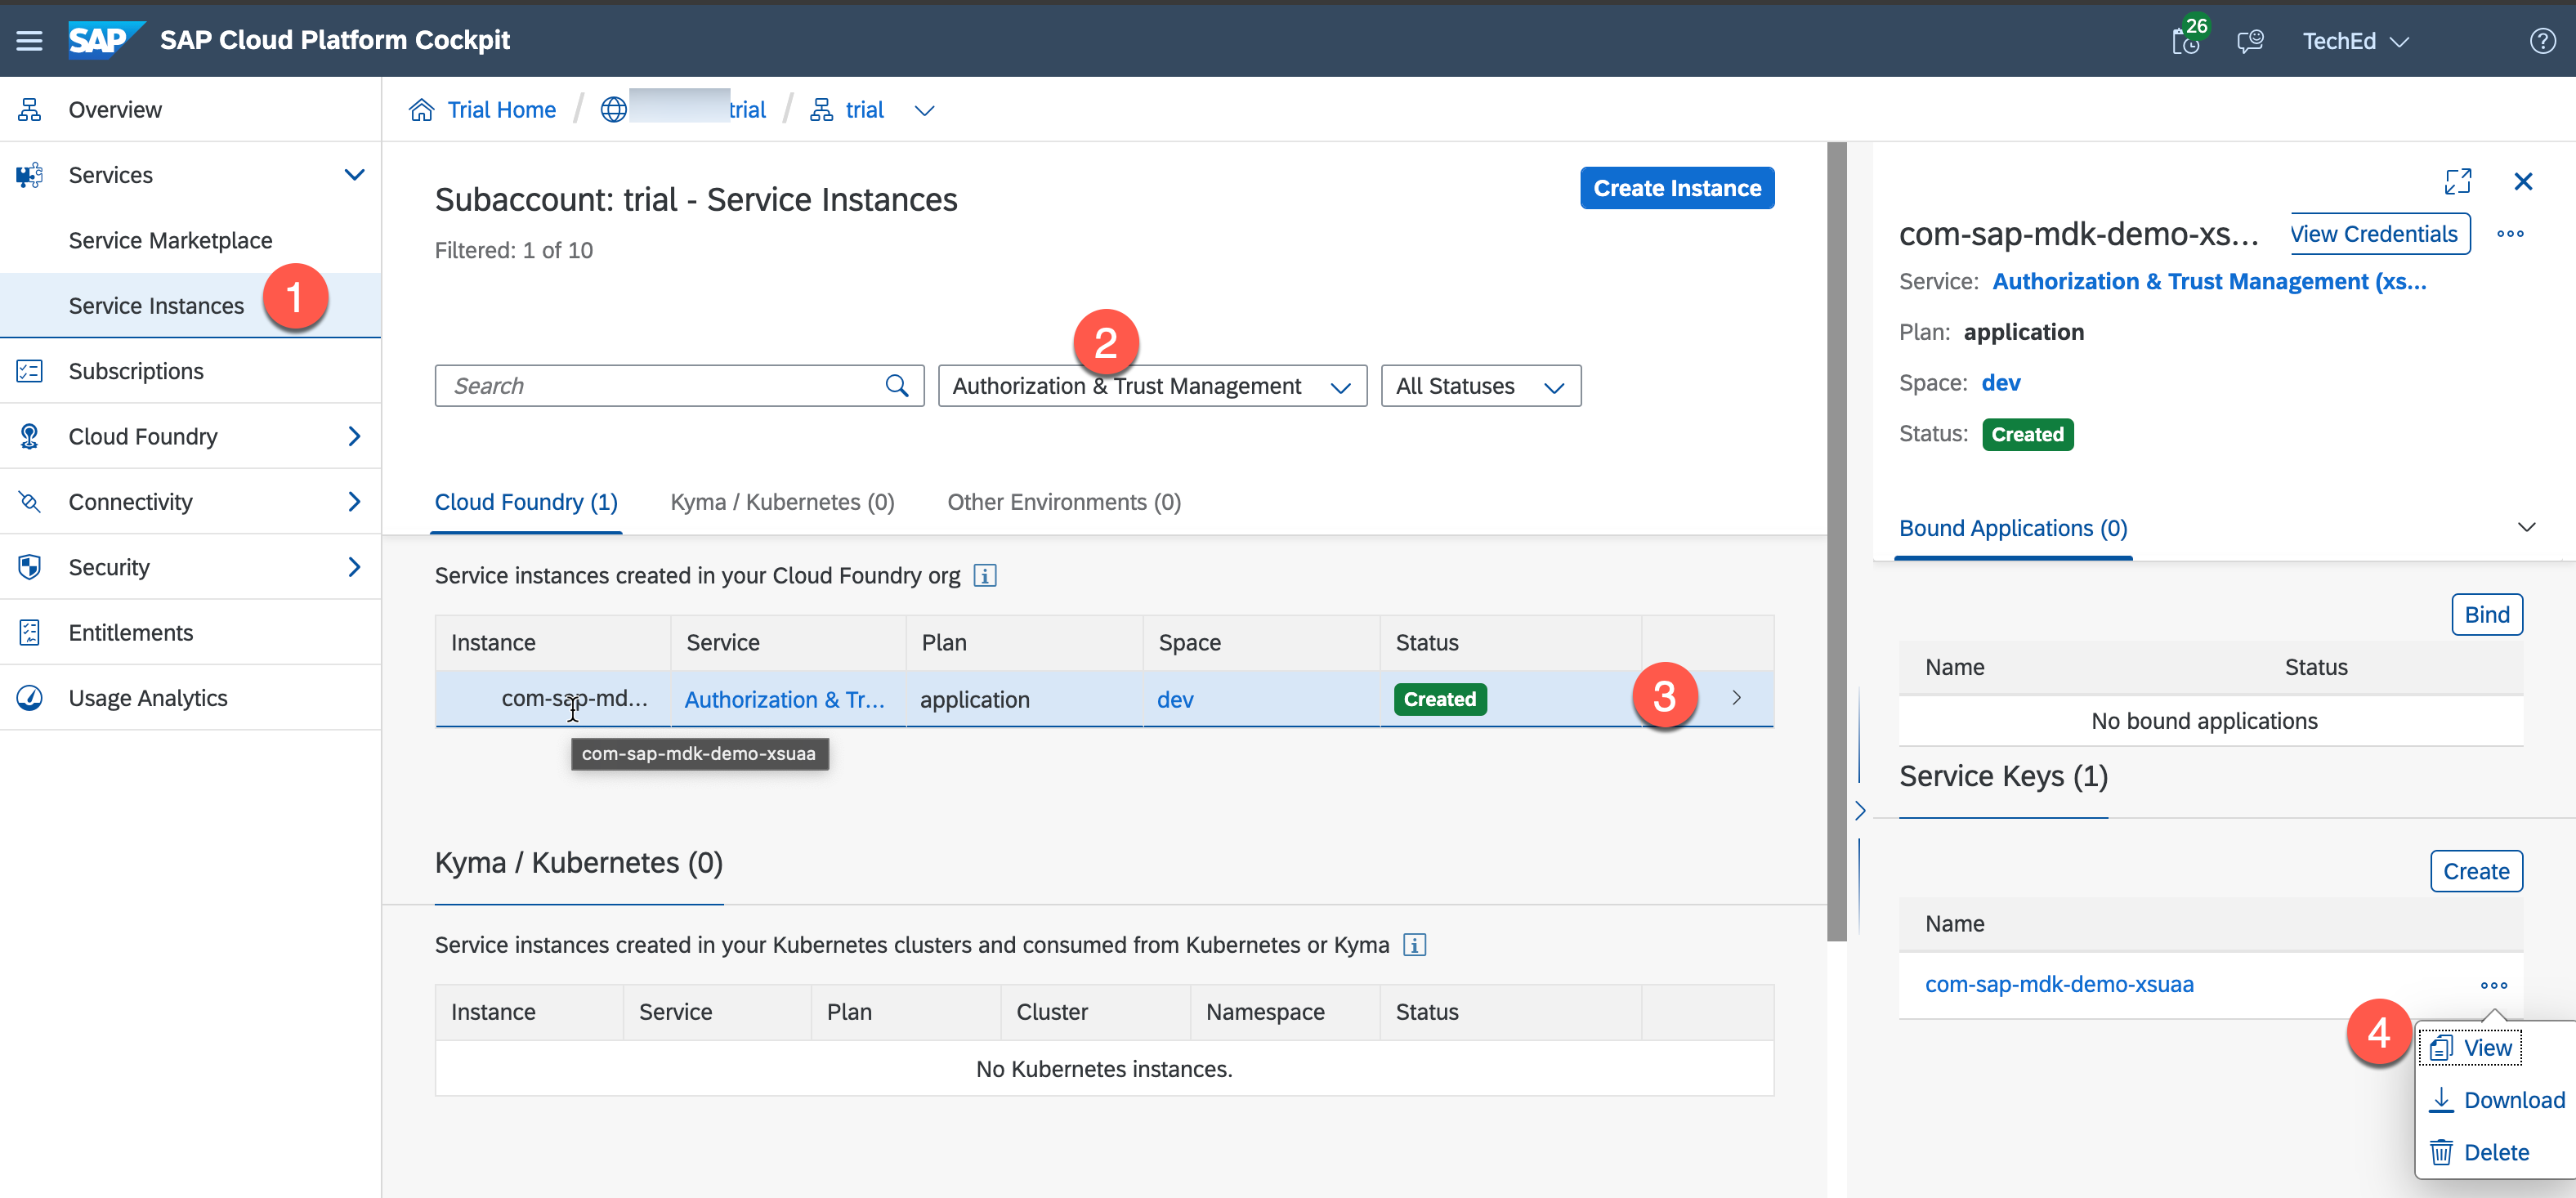 SAP SAP Cloud Platform Cockpit
26
TechEd
Overview
Services
Service Marketplace
Service Instances
1
Subscriptions
Cloud Foundry
Connectivity
Security
Entitlements
Usage Analytics
Trial Home / trial / trial
Subaccount: trial - Service Instances
Create Instance
Filtered: 1 of 10
2
Search
Authorization & Trust Management
All Statuses
Cloud Foundry (1)
Kyma / Kubernetes (0)
Other Environments (0)
Service instances created in your Cloud Foundry org
Instance Service Plan Space Status
com-sap-md... Authorization & Tr... application dev Created
3
com-sap-mdk-demo-xsuaa
Kyma / Kubernetes (0)
Service instances created in your Kubernetes clusters and consumed from Kubernetes or Kyma
Instance Service Plan Cluster Namespace Status
No Kubernetes instances.
com-sap-mdk-demo-xs...
View Credentials
Service: Authorization & Trust Management (xs...
Plan: application
Space: dev
Status: Created
Bound Applications (0)
Bind
Name Status
No bound applications
Service Keys (1)
Create
Name
com-sap-mdk-demo-xsuaa
4
View
Download
Delete